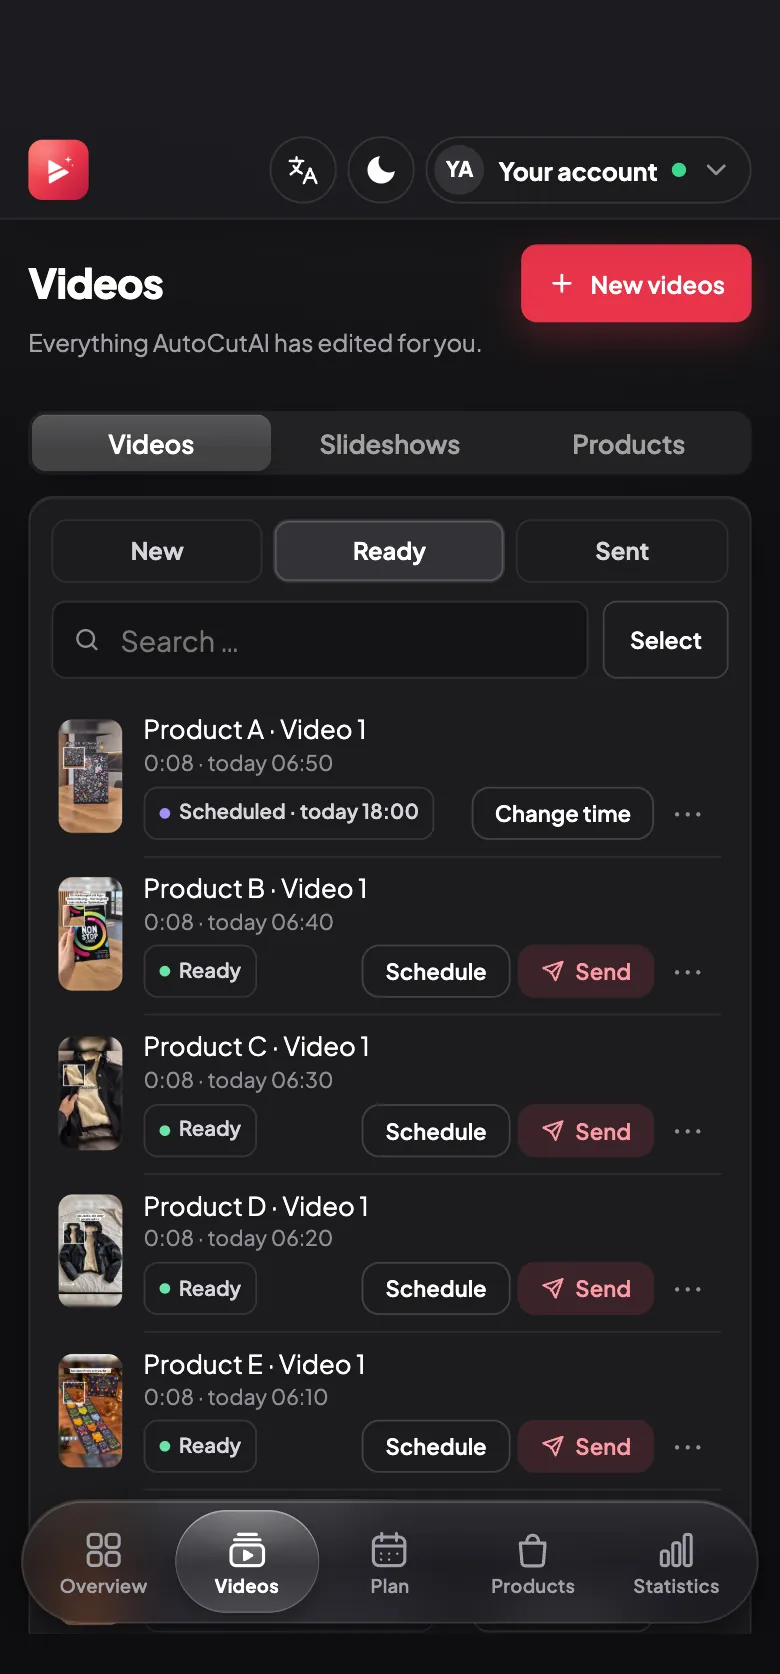 YA Your account
Videos
+ New videos
Everything AutoCutAI has edited for you.
Videos Slideshows Products
New Ready Sent
Search ... Select
Product A · Video 1
0:08 · today 06:50
Scheduled · today 18:00 Change time ...
Product B · Video 1
0:08 · today 06:40
NON STOP
Ready Schedule Send ...
Product C · Video 1
0:08 · today 06:30
Ready Schedule Send ...
Product D · Video 1
0:08 · today 06:20
Ready Schedule Send ...
Product E · Video 1
0:08 · today 06:10
Ready Schedule Send ...
Overview Videos Plan Products Statistics